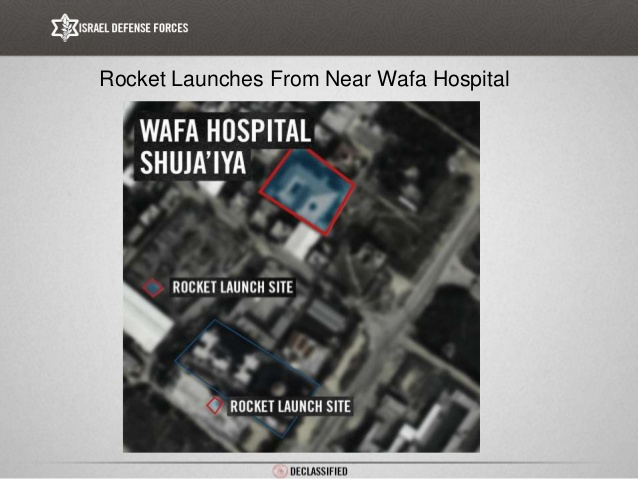 ISRAEL DEFENSE FORCES
Rocket Launches From Near Wafa Hospital
WAFA HOSPITAL
SHUJA'IYA
ROCKET LAUNCH SITE
ROCKET LAUNCH SITE
DECLASSIFIED